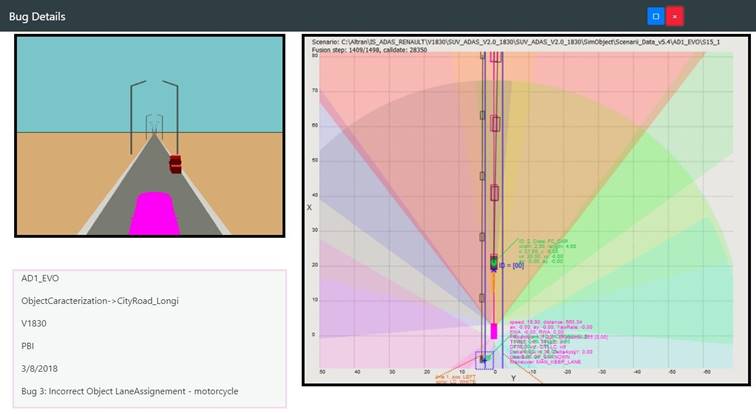 Bug Details
Scenario: C:\Altran\IS_ADAS_RENAULT\V1830\SUV_ADAS_V2.0_1830\SUV_ADAS_V2.0_1830\SimObject\Scenarii_Data_v5.4\AD1_EVO\S15_1
Fusion step: 1409/1498, calidate: 28350
80
70
60
50
40
X
30
20
10
0
ID = [00]
50
40
30
20
10
0
-10
-20
-30
-40
-50
-60
Y
AD1_EVO
ObjectCaracterization->CityRoad_Longi
V1830
PBI
3/8/2018
Bug 3: Incorrect Object LaneAssignement - motorcycle